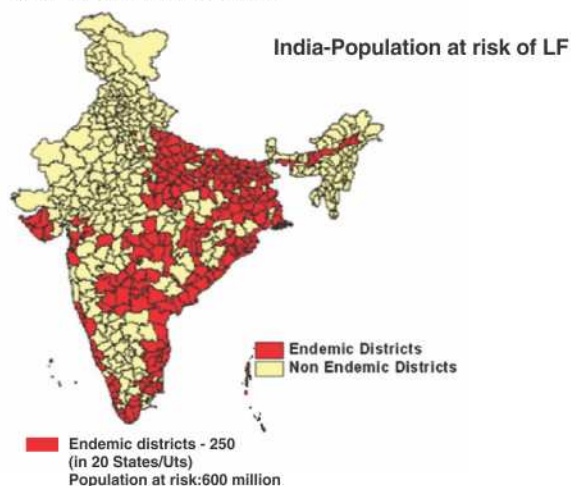 India-Population at risk of LF
Endemic Districts
Non Endemic Districts
Endemic districts - 250
(in 20 States/Uts)
Population at risk:600 million